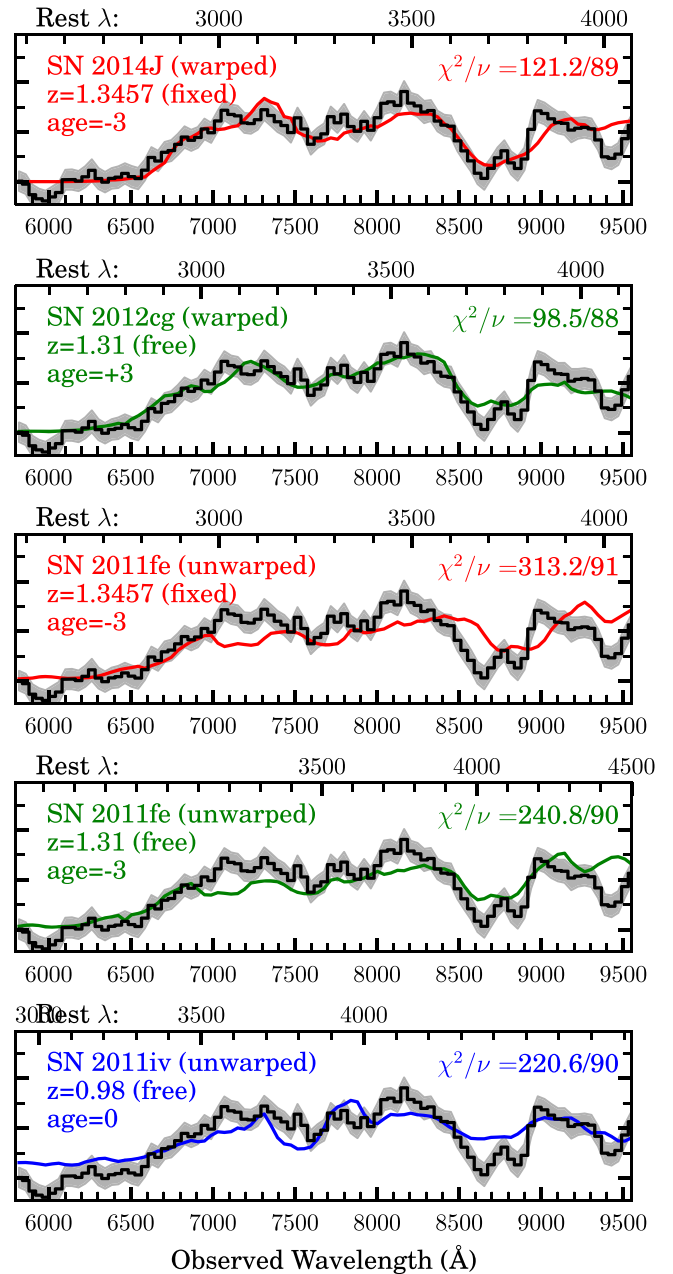 Rest λ: 3000 3500 4000
SN 2014J (warped) χ²/ν =121.2/89
z=1.3457 (fixed)
age=-3
6000 6500 7000 7500 8000 8500 9000 9500
Rest λ: 3000 3500 4000
SN 2012cg (warped) χ²/ν =98.5/88
z=1.31 (free)
age=+3
6000 6500 7000 7500 8000 8500 9000 9500
Rest λ: 3000 3500 4000
SN 2011fe (unwarped) χ²/ν =313.2/91
z=1.3457 (fixed)
age=-3
6000 6500 7000 7500 8000 8500 9000 9500
Rest λ: 3500 4000 4500
SN 2011fe (unwarped) χ²/ν =240.8/90
z=1.31 (free)
age=-3
6000 6500 7000 7500 8000 8500 9000 9500
3000 Rest λ: 3500 4000
SN 2011iv (unwarped) χ²/ν =220.6/90
z=0.98 (free)
age=0
6000 6500 7000 7500 8000 8500 9000 9500
Observed Wavelength (Å)